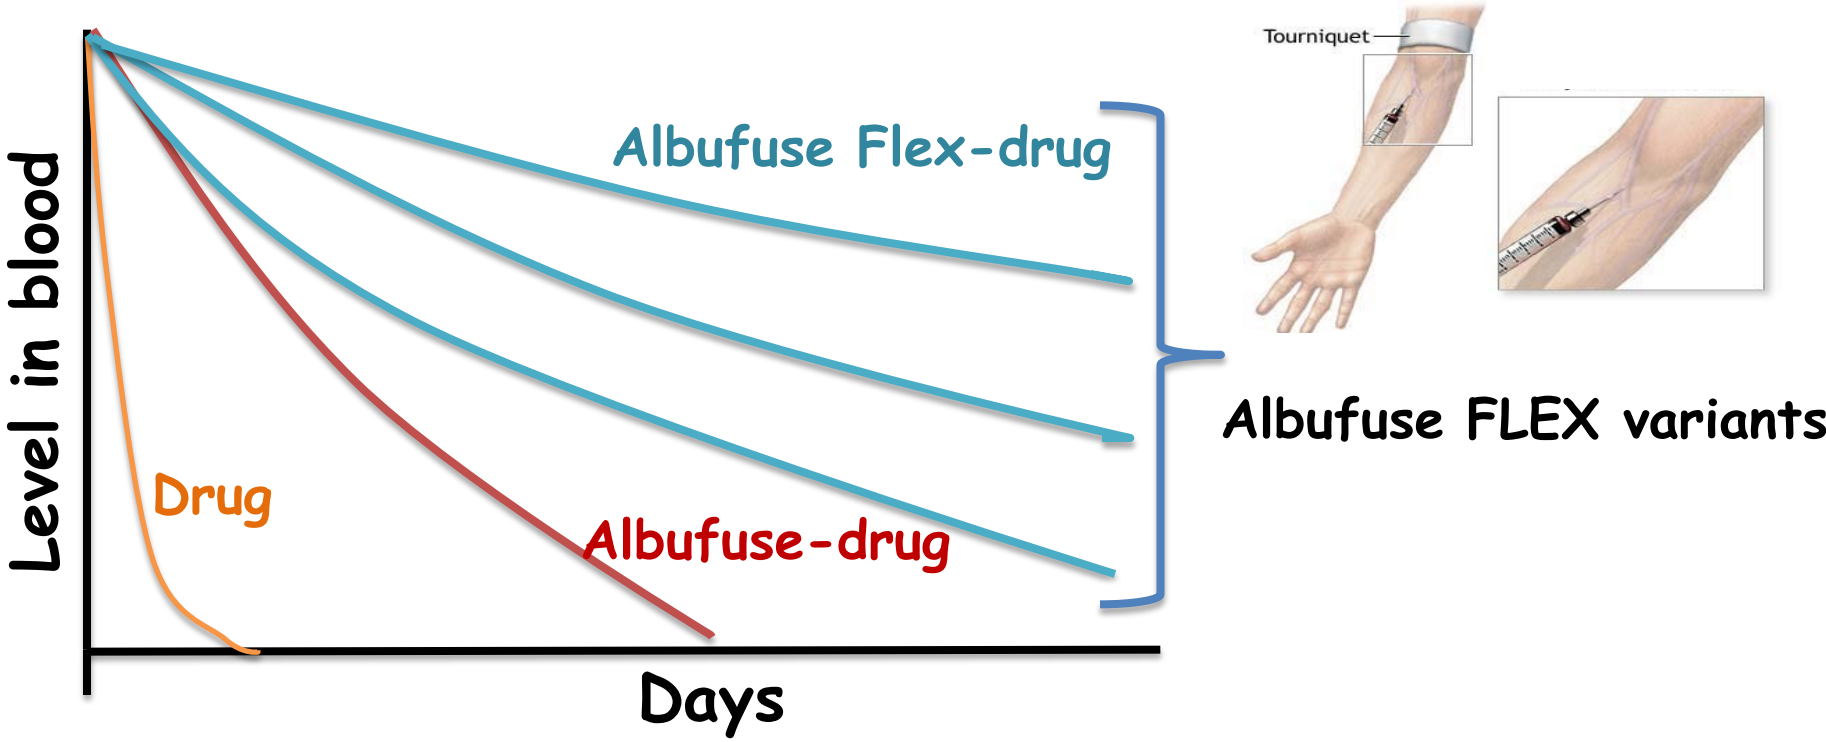 Tourniquet
Albufuse Flex-drug
Level in blood
Albufuse FLEX variants
Drug
Albufuse-drug
Days